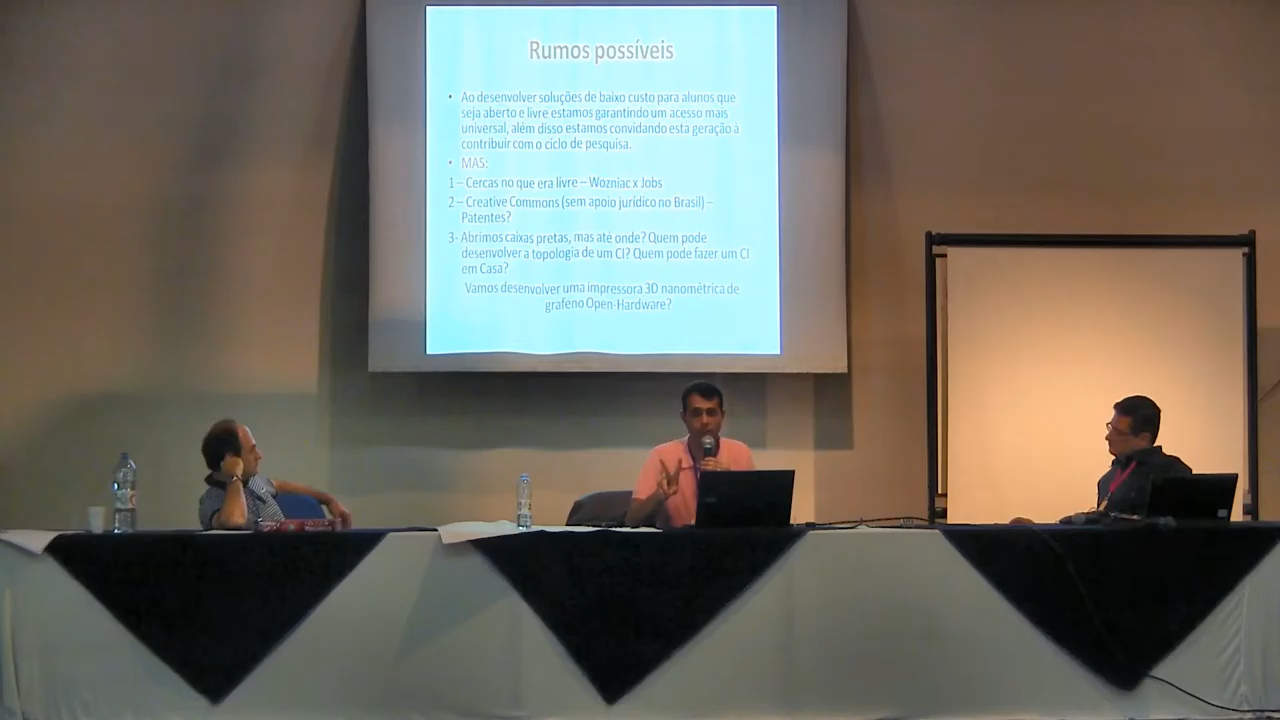 Rumos possíveis
• Ao desenvolver soluções de baixo custo para alunos que
seja aberto e livre estamos garantindo um acesso mais
universal, além disso estamos convidando esta geração à
contribuir com o ciclo de pesquisa.
• MAS:
1 – Cercas no que era livre – Wozniac x Jobs
2 – Creative Commons (sem apoio jurídico no Brasil) –
Patentes?
3- Abrimos caixas pretas, mas até onde? Quem pode
desenvolver a topologia de um CI? Quem pode fazer um CI
em Casa?
Vamos desenvolver uma impressora 3D nanométrica de
grafeno Open-Hardware?